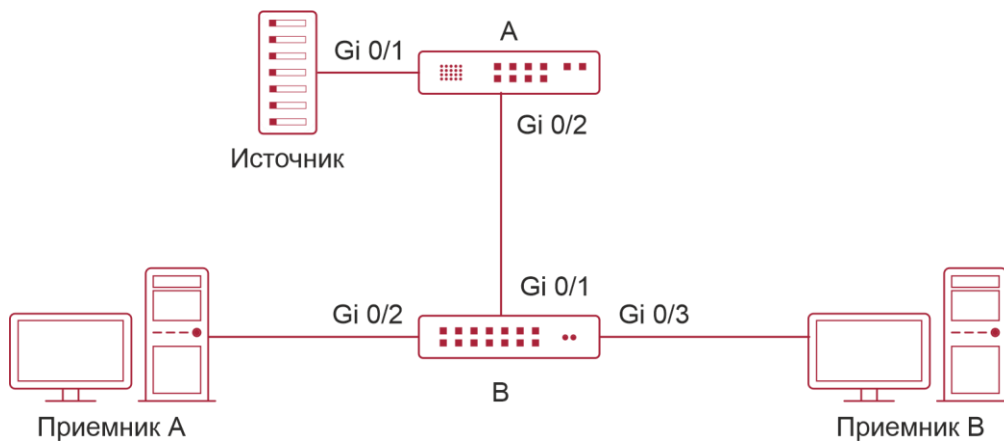 A
Gi 0/1
Gi 0/2
Источник
Gi 0/1
Gi 0/2
Gi 0/3
B
Приемник А
Приемник В